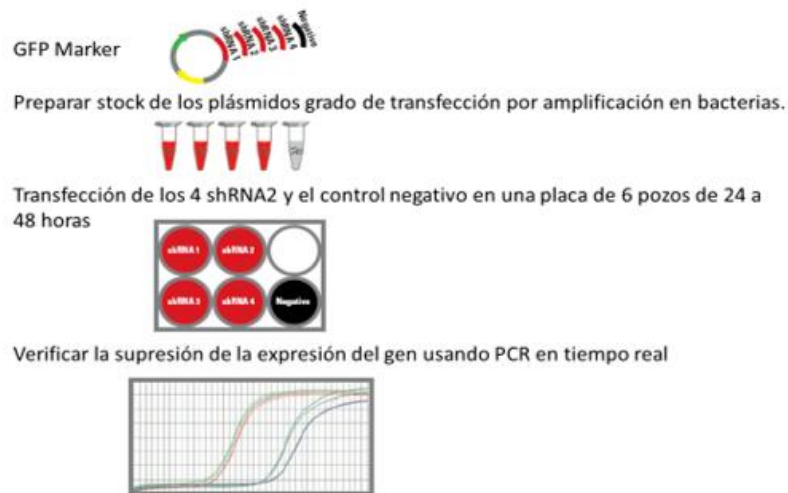 GFP Marker
shRNA 1
shRNA 2
shRNA 3
shRNA 4
Negative
Preparar stock de los plásmidos grado de transfección por amplificación en bacterias.
Transfección de los 4 shRNA2 y el control negativo en una placa de 6 pozos de 24 a
48 horas
shRNA 1 shRNA 2
shRNA 3 shRNA 4 Negative
Verificar la supresión de la expresión del gen usando PCR en tiempo real